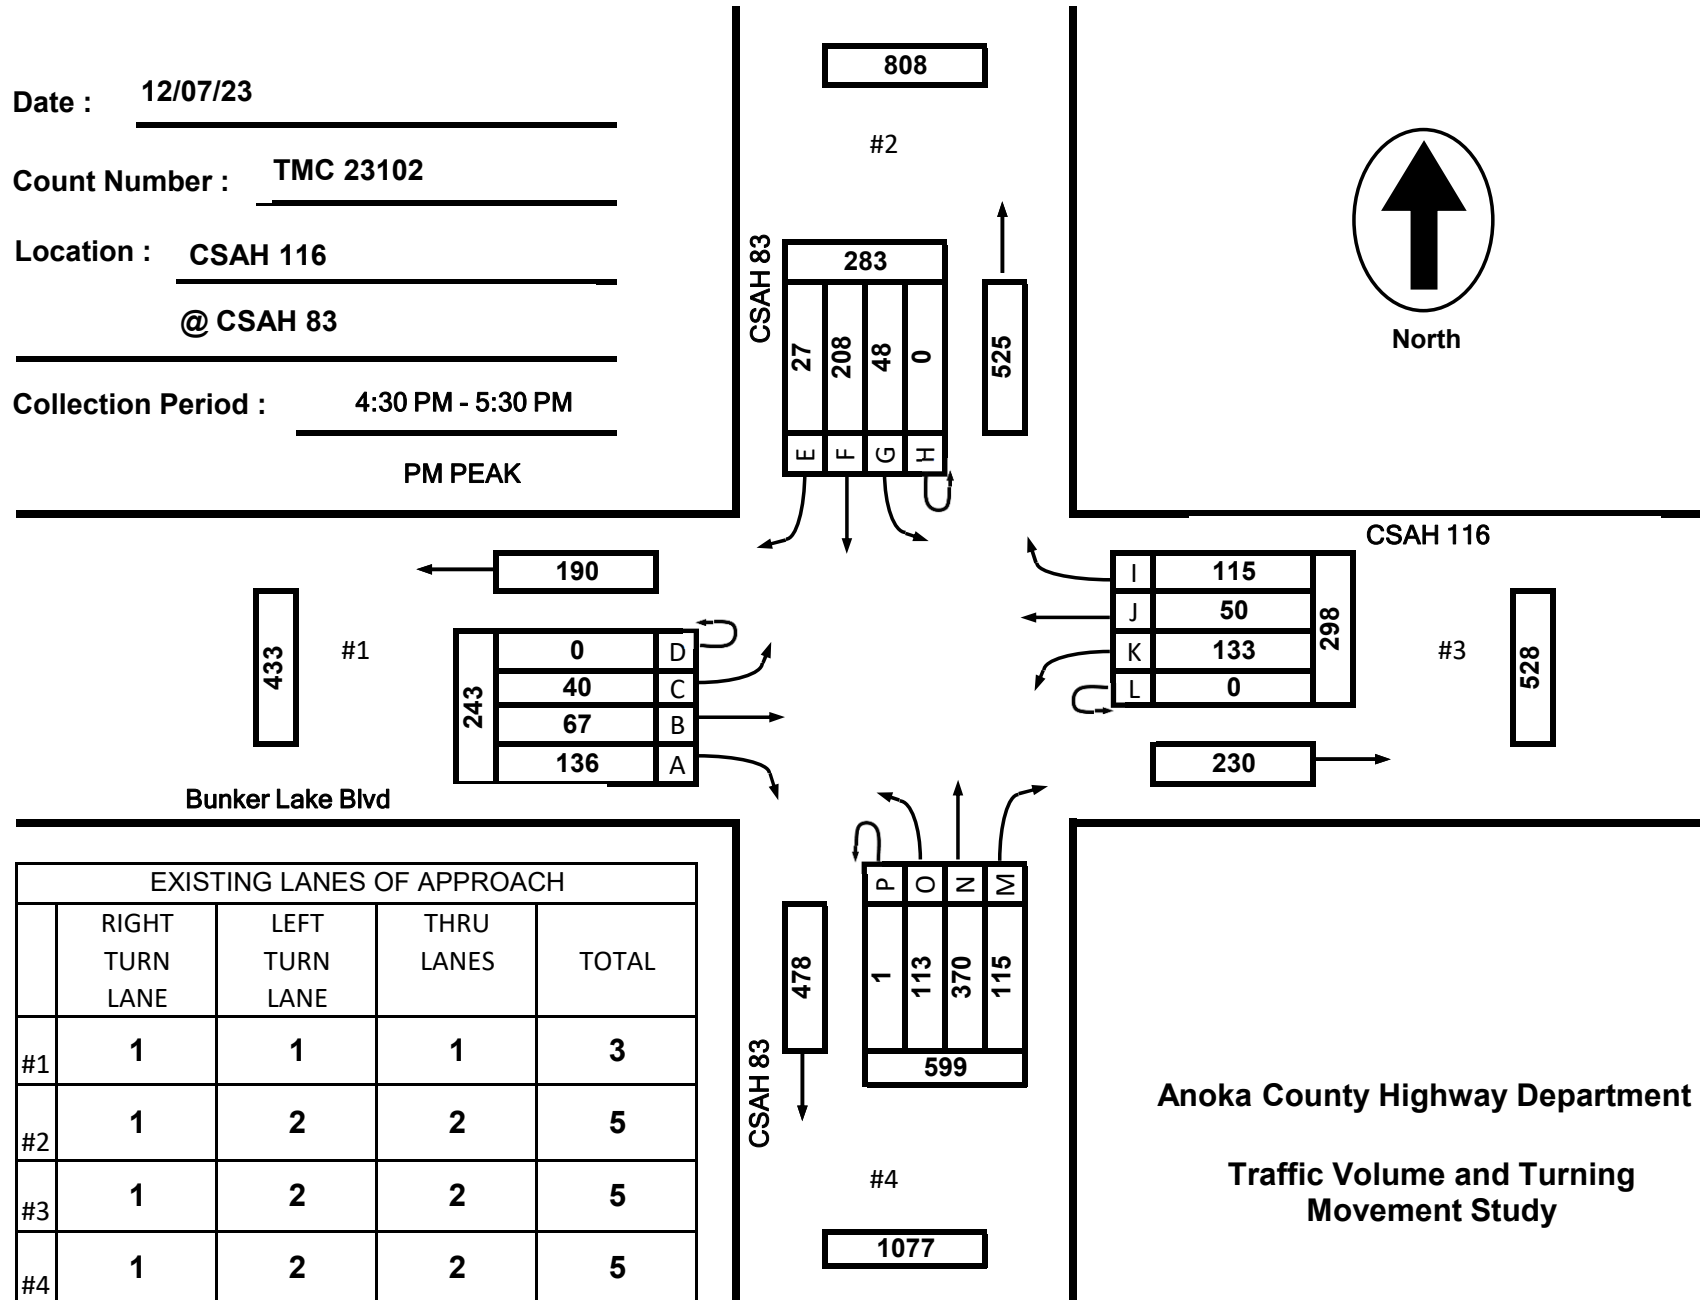 Date : 12/07/23
Count Number : TMC 23102
Location : CSAH 116
@ CSAH 83
Collection Period : 4:30 PM - 5:30 PM
PM PEAK
808
#2
CSAH 83
283
27 208 48 0
E F G H
525
North
CSAH 116
190
433
#1
243
0 D
40 C
67 B
136 A
Bunker Lake Blvd
I 115
J 50
K 133
L 0
298
#3
528
230
P O N M
1 113 370 115
599
478
CSAH 83
#4
1077
EXISTING LANES OF APPROACH
RIGHT TURN LANE LEFT TURN LANE THRU LANES TOTAL
#1 1 1 1 3
#2 1 2 2 5
#3 1 2 2 5
#4 1 2 2 5
Anoka County Highway Department
Traffic Volume and Turning
Movement Study